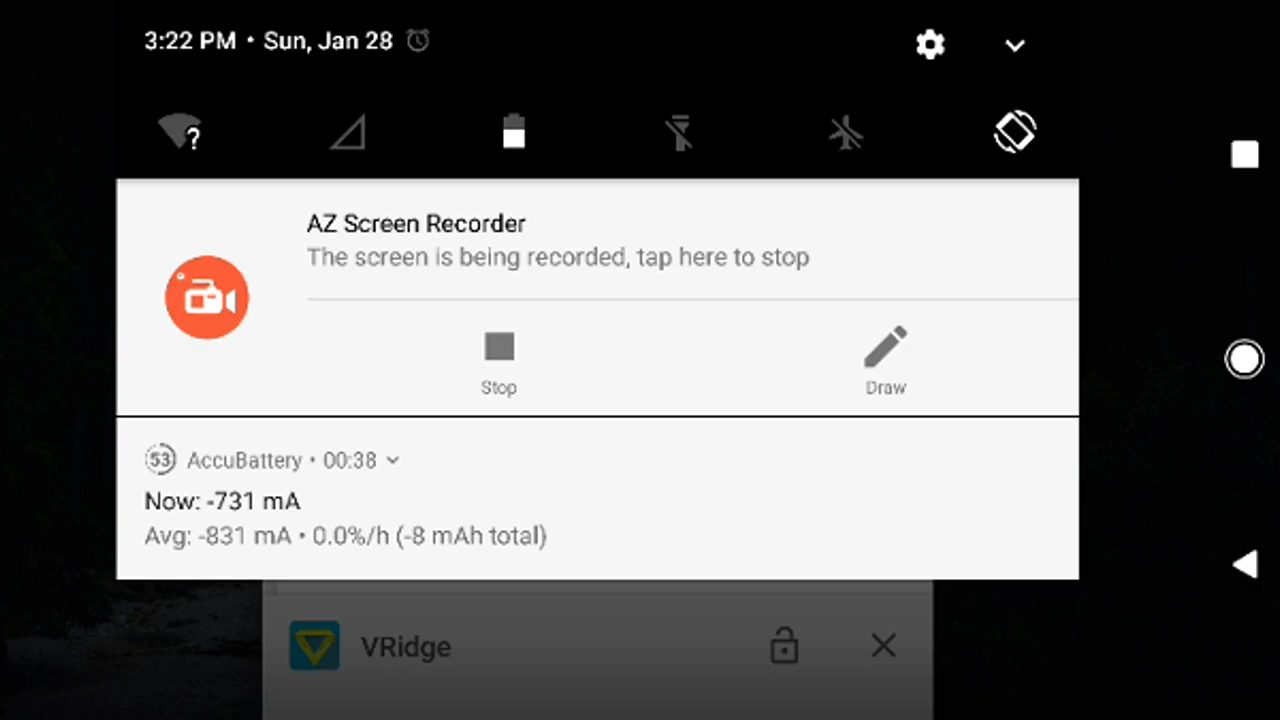 3:22 PM • Sun, Jan 28
?
AZ Screen Recorder
The screen is being recorded, tap here to stop
Stop
Draw
53 AccuBattery • 00:38
Now: -731 mA
Avg: -831 mA • 0.0%/h (-8 mAh total)
VRidge